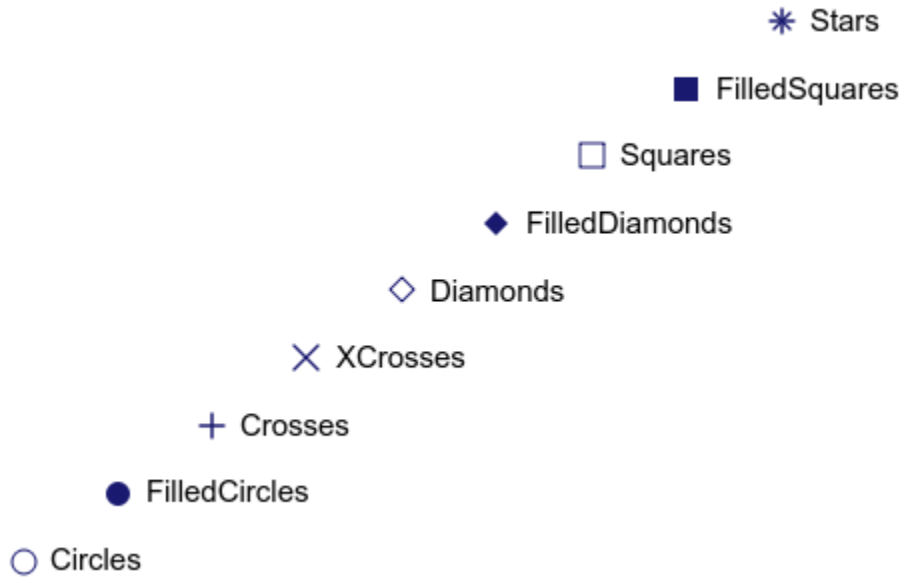 Stars
FilledSquares
Squares
FilledDiamonds
Diamonds
XCrosses
Crosses
FilledCircles
Circles